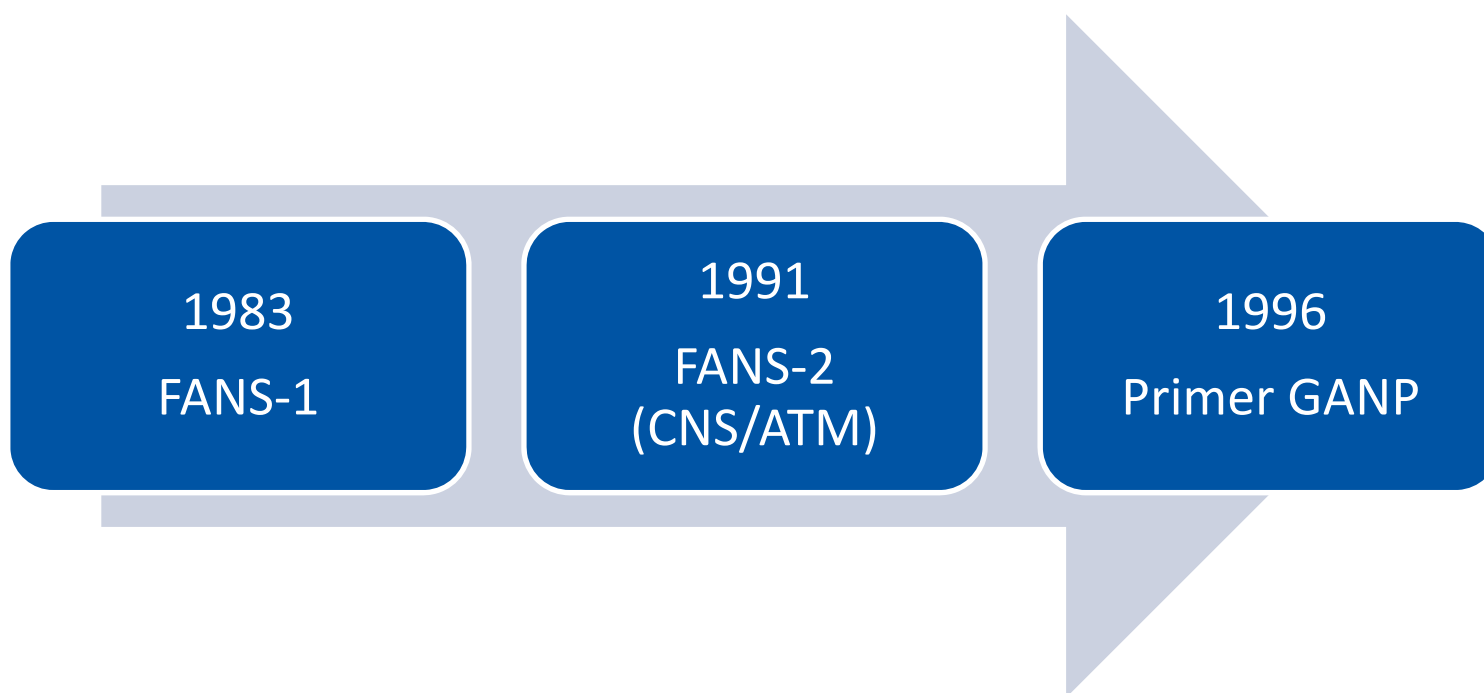 1983
FANS-1
1991
FANS-2
(CNS/ATM)
1996
Primer GANP